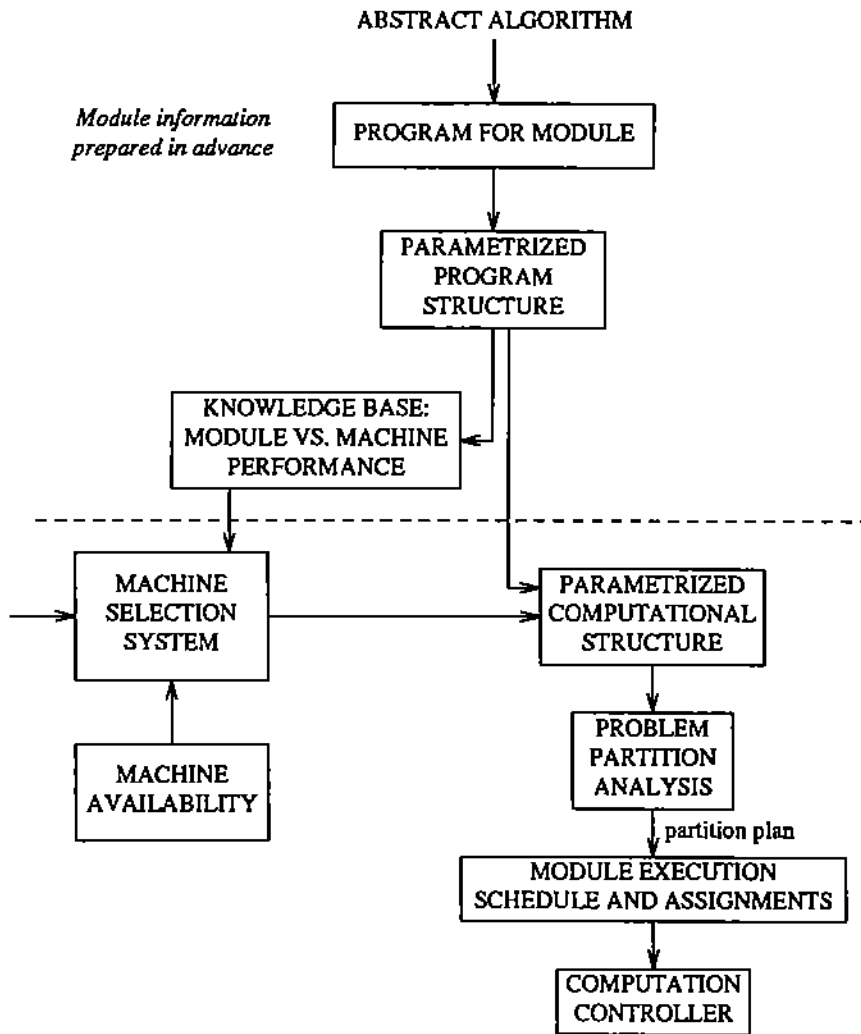 ABSTRACT ALGORITHM
Module information
prepared in advance
PROGRAM FOR MODULE
PARAMETRIZED
PROGRAM
STRUCTURE
KNOWLEDGE BASE:
MODULE VS. MACHINE
PERFORMANCE
MACHINE
SELECTION
SYSTEM
PARAMETRIZED
COMPUTATIONAL
STRUCTURE
MACHINE
AVAILABILITY
PROBLEM
PARTITION
ANALYSIS
partition plan
MODULE EXECUTION
SCHEDULE AND ASSIGNMENTS
COMPUTATION
CONTROLLER